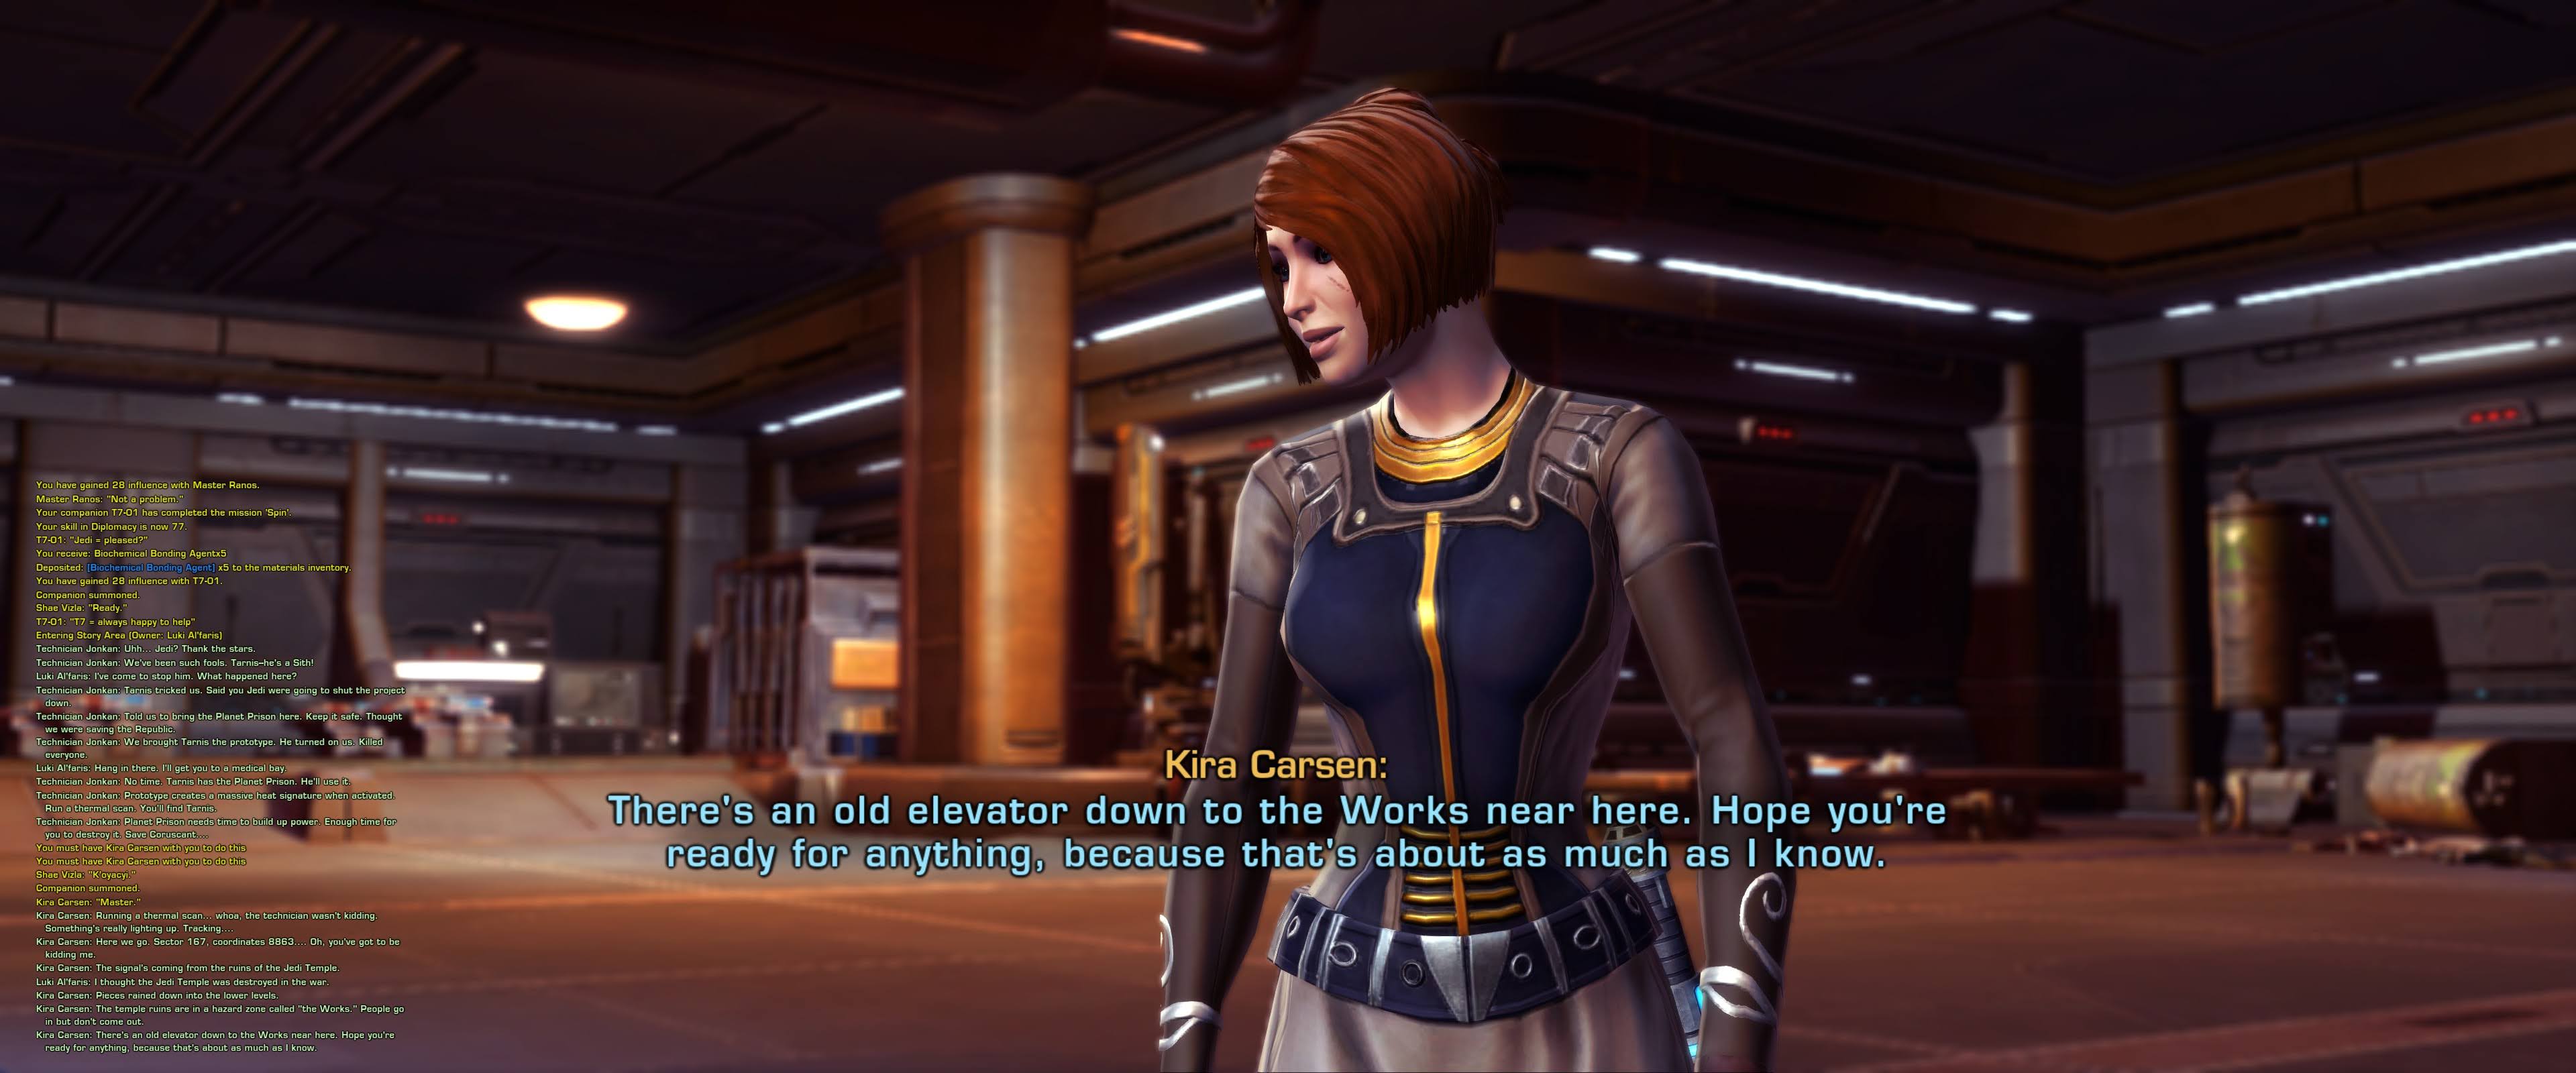 You have gained 28 influence with Master Ranos.
Master Ranos: "Not a problem."
Your companion T7-01 has completed the mission 'Spin'.
Your skill in Diplomacy is now 77.
T7-01: "Jedi = pleased?"
You receive: Biochemical Bonding Agentx5
Deposited: [Biochemical Bonding Agent] x5 to the materials inventory.
You have gained 28 influence with T7-01.
Companion summoned.
Shae Vizla: "Ready."
T7-01: "T7 = always happy to help"
Entering Story Area (Owner: Luki Al'faris)
Technician Jonkan: Uhh... Jedi? Thank the stars.
Technician Jonkan: We've been such fools. Tarnis–he's a Sith!
Luki Al'faris: I've come to stop him. What happened here?
Technician Jonkan: Tarnis tricked us. Said you Jedi were going to shut the project
down.
Technician Jonkan: Told us to bring the Planet Prison here. Keep it safe. Thought
we were saving the Republic.
Technician Jonkan: We brought Tarnis the prototype. He turned on us. Killed
everyone.
Luki Al'faris: Hang in there. I'll get you to a medical bay.
Technician Jonkan: No time. Tarnis has the Planet Prison. He'll use it.
Technician Jonkan: Prototype creates a massive heat signature when activated.
Run a thermal scan. You'll find Tarnis.
Technician Jonkan: Planet Prison needs time to build up power. Enough time for
you to destroy it. Save Coruscant....
You must have Kira Carsen with you to do this
You must have Kira Carsen with you to do this
Shae Vizla: "K'oyacyi."
Companion summoned.
Kira Carsen: "Master."
Kira Carsen: Running a thermal scan... whoa, the technician wasn't kidding.
Something's really lighting up. Tracking....
Kira Carsen: Here we go. Sector 167, coordinates 8863.... Oh, you've got to be
kidding me.
Kira Carsen: The signal's coming from the ruins of the Jedi Temple.
Luki Al'faris: I thought the Jedi Temple was destroyed in the war.
Kira Carsen: Pieces rained down into the lower levels.
Kira Carsen: The temple ruins are in a hazard zone called "the Works." People go
in but don't come out.
Kira Carsen: There's an old elevator down to the Works near here. Hope you're
ready for anything, because that's about as much as I know.
Kira Carsen:
There's an old elevator down to the Works near here. Hope you're
ready for anything, because that's about as much as I know.